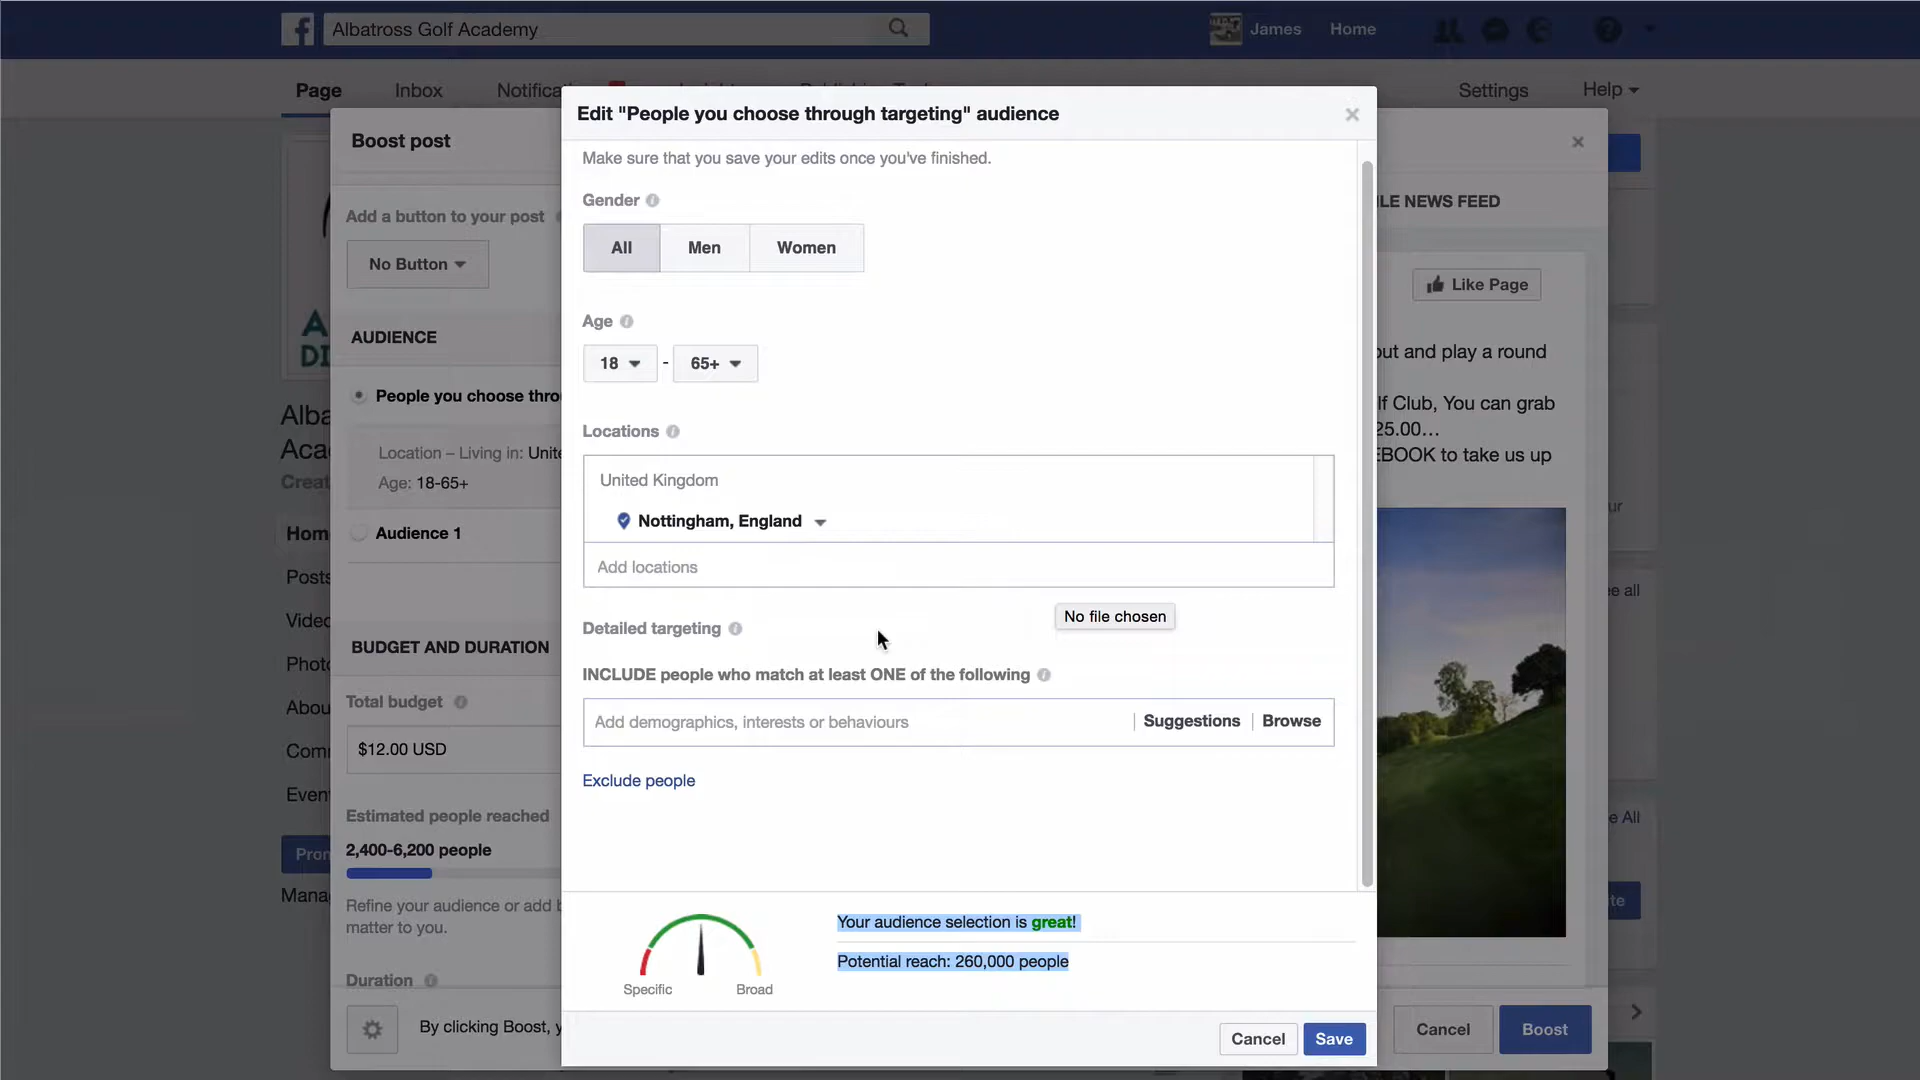 Albatross Golf Academy
James Home
Page Inbox Settings Help
Edit "People you choose through targeting" audience
Boost post
Make sure that you save your edits once you've finished.
Gender
All Men Women
Add a button to your post
No Button
NEWS FEED
Like Page
Age
18 - 65+
AUDIENCE
out and play a round
People you choose
Club, You can grab
25.00...
to take us up
Locations
United Kingdom
Nottingham, England
Add locations
Location – Living in:
Age: 18-65+
Audience 1
No file chosen
Detailed targeting
INCLUDE people who match at least ONE of the following
Add demographics, interests or behaviours Suggestions Browse
Exclude people
BUDGET AND DURATION
Total budget
$12.00 USD
Estimated people reached
2,400-6,200 people
Refine your audience or add
matter to you.
Duration
By clicking Boost,
all
All
Your audience selection is great!
Potential reach: 260,000 people
Specific Broad
Cancel Save
Cancel Boost